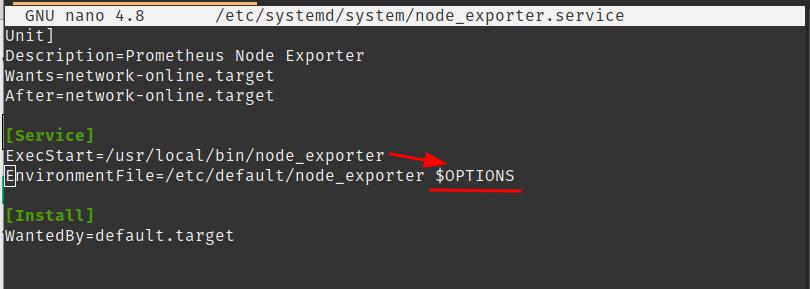 GNU nano 4.8 /etc/systemd/system/node_exporter.service
Unit]
Description=Prometheus Node Exporter
Wants=network-online.target
After=network-online.target
[Service]
ExecStart=/usr/local/bin/node_exporter
EnvironmentFile=/etc/default/node_exporter $OPTIONS
[Install]
WantedBy=default.target